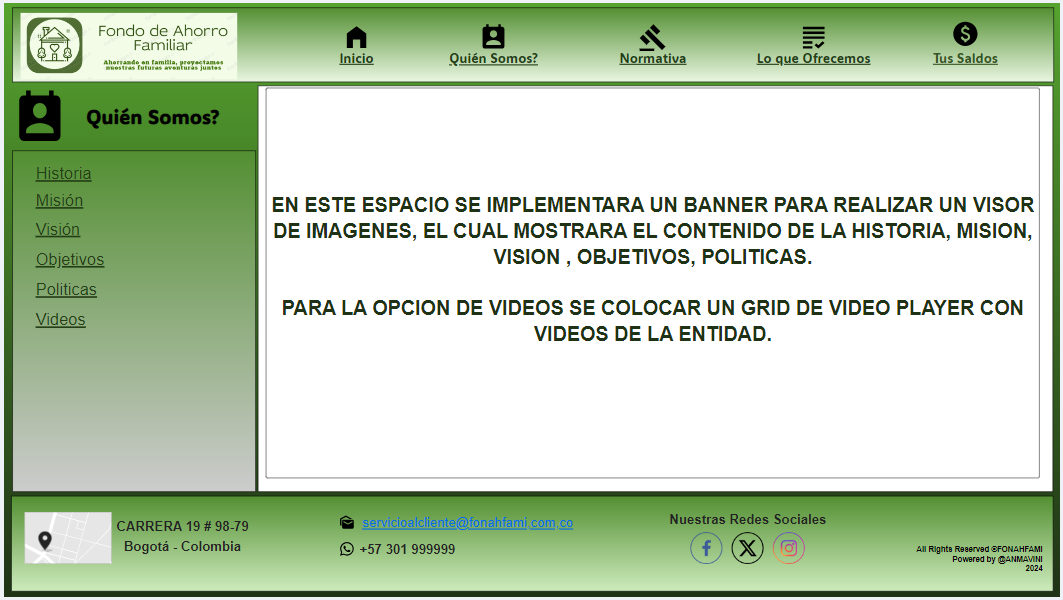 Fondo de Ahorro
Familiar
Ahorrando en familia, proyectamos
nuestras futuras aventuras juntos
Inicio
Quién Somos?
Normativa
Lo que Ofrecemos
Tus Saldos
Quién Somos?
Historia
Misión
Visión
Objetivos
Politicas
Videos
EN ESTE ESPACIO SE IMPLEMENTARA UN BANNER PARA REALIZAR UN VISOR
DE IMAGENES, EL CUAL MOSTRARA EL CONTENIDO DE LA HISTORIA, MISION,
VISION , OBJETIVOS, POLITICAS.
PARA LA OPCION DE VIDEOS SE COLOCAR UN GRID DE VIDEO PLAYER CON
VIDEOS DE LA ENTIDAD.
CARRERA 19 # 98-79
Bogotá - Colombia
servicioalcliente@fonahfami,com,co
+57 301 999999
Nuestras Redes Sociales
All Rights Reserved ©FONAHFAMI
Powered by @ANMAVINI
2024